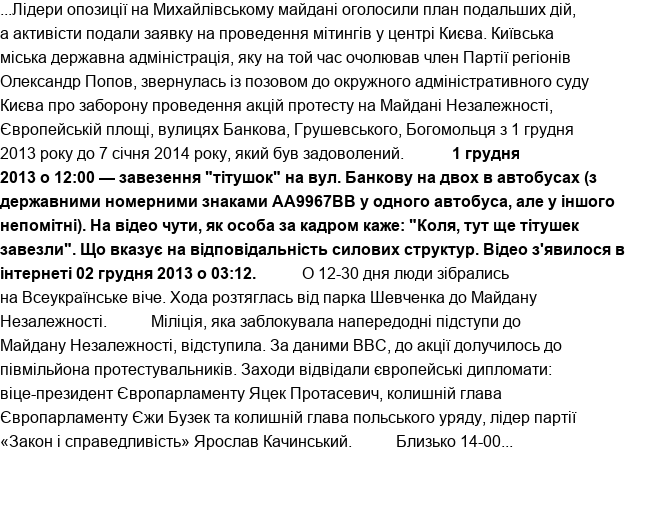 ...Лідери опозиції на Михайлівському майдані оголосили план подальших дій,
а активісти подали заявку на проведення мітингів у центрі Києва. Київська
міська державна адміністрація, яку на той час очолював член Партії регіонів
Олександр Попов, звернулась із позовом до окружного адміністративного суду
Києва про заборону проведення акцій протесту на Майдані Незалежності,
Європейській площі, вулицях Банкова, Грушевського, Богомольця з 1 грудня
2013 року до 7 січня 2014 року, який був задоволений. 1 грудня
2013 о 12:00 — завезення "тітушок" на вул. Банкову на двох в автобусах (з
державними номерними знаками АА9967ВВ у одного автобуса, але у іншого
непомітні). На відео чути, як особа за кадром каже: "Коля, тут ще тітушек
завезли". Що вказує на відповідальність силових структур. Відео з'явилося в
інтернеті 02 грудня 2013 о 03:12. О 12-30 дня люди зібрались
на Всеукраїнське віче. Хода розтяглась від парка Шевченка до Майдану
Незалежності. Міліція, яка заблокувала напередодні підступи до
Майдану Незалежності, відступила. За даними BBC, до акції долучилось до
півмільйона протестувальників. Заходи відвідали європейські дипломати:
віце-президент Європарламенту Яцек Протасевич, колишній глава
Європарламенту Єжи Бузек та колишній глава польського уряду, лідер партії
«Закон і справедливість» Ярослав Качинський. Близько 14-00...